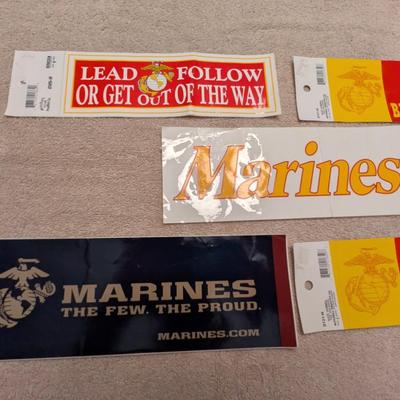 LEAD FOLLOW
OR GET OUT OF THE WAY
Marines
MARINES
THE FEW. THE PROUD.
MARINES.COM